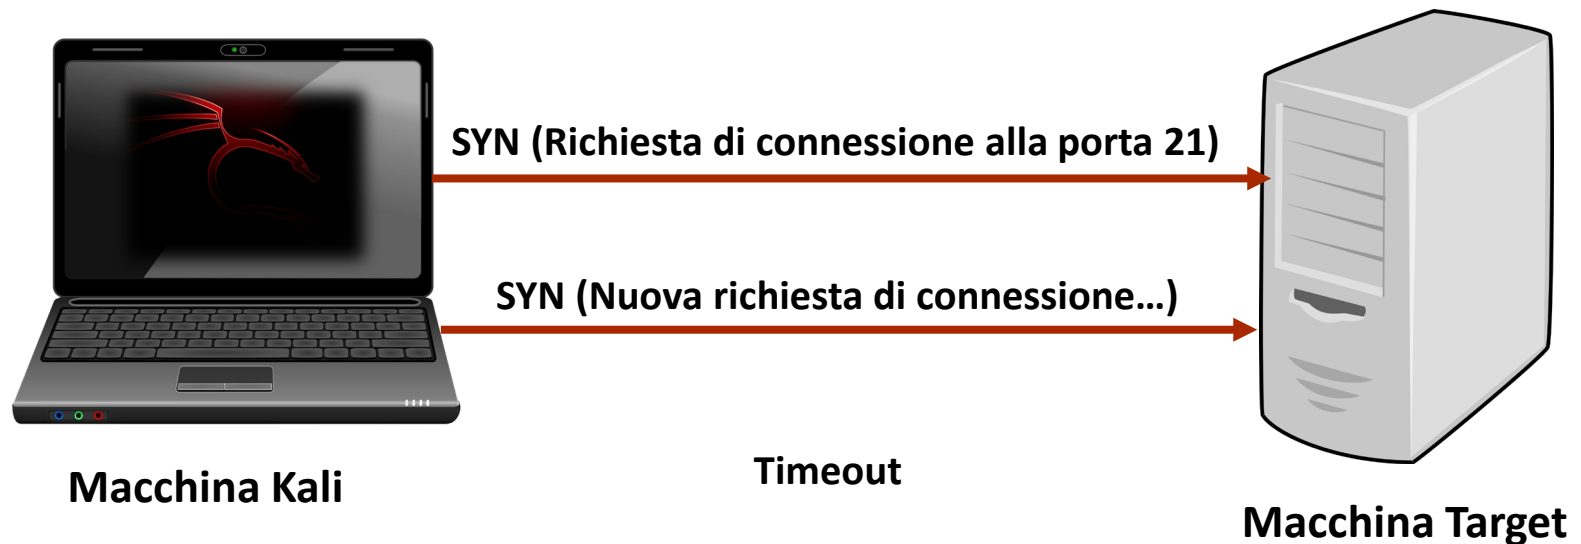 SYN (Richiesta di connessione alla porta 21)
SYN (Nuova richiesta di connessione…)
Timeout
Macchina Kali
Macchina Target